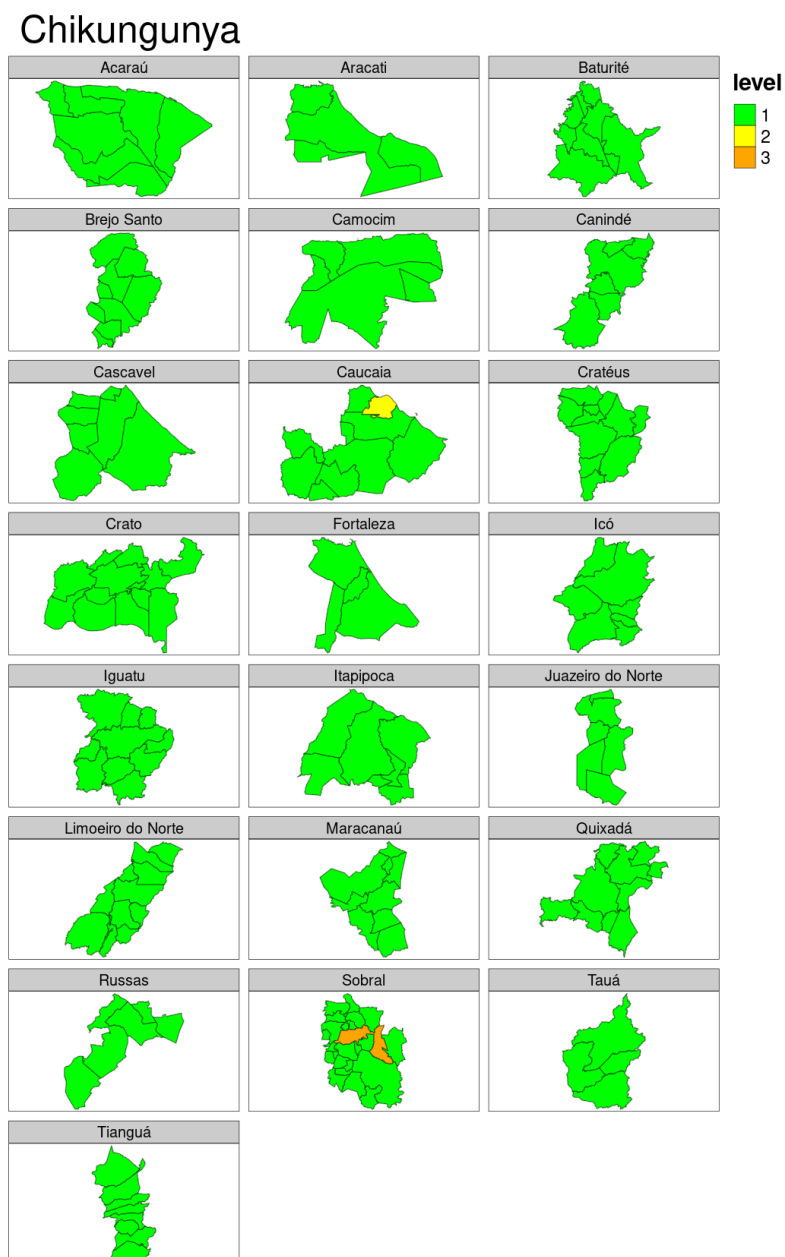 Chikungunya
Acaraú
Aracati
Baturité
level
1
2
3
Brejo Santo
Camocim
Canindé
Cascavel
Caucaia
Cratéus
Crato
Fortaleza
Icó
Iguatu
Itapipoca
Juazeiro do Norte
Limoeiro do Norte
Maracanaú
Quixadá
Russas
Sobral
Tauá
Tianguá